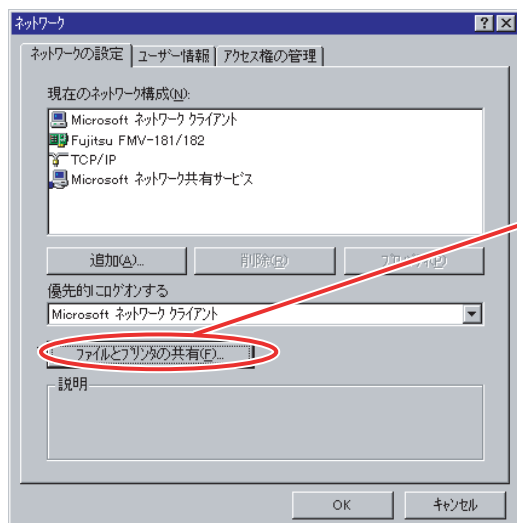 ネットワーク
ネットワークの設定 ユーザー情報 アクセス権の管理
現在のネットワーク構成(N):
Microsoft ネットワーク クライアント
Fujitsu FMV-181/182
TCP/IP
Microsoft ネットワーク共有サービス
追加(A)... 削除(R) プロパティ(P)
優先的にログオンする
Microsoft ネットワーク クライアント
ファイルとプリンタの共有(F)...
説明
OK キャンセル